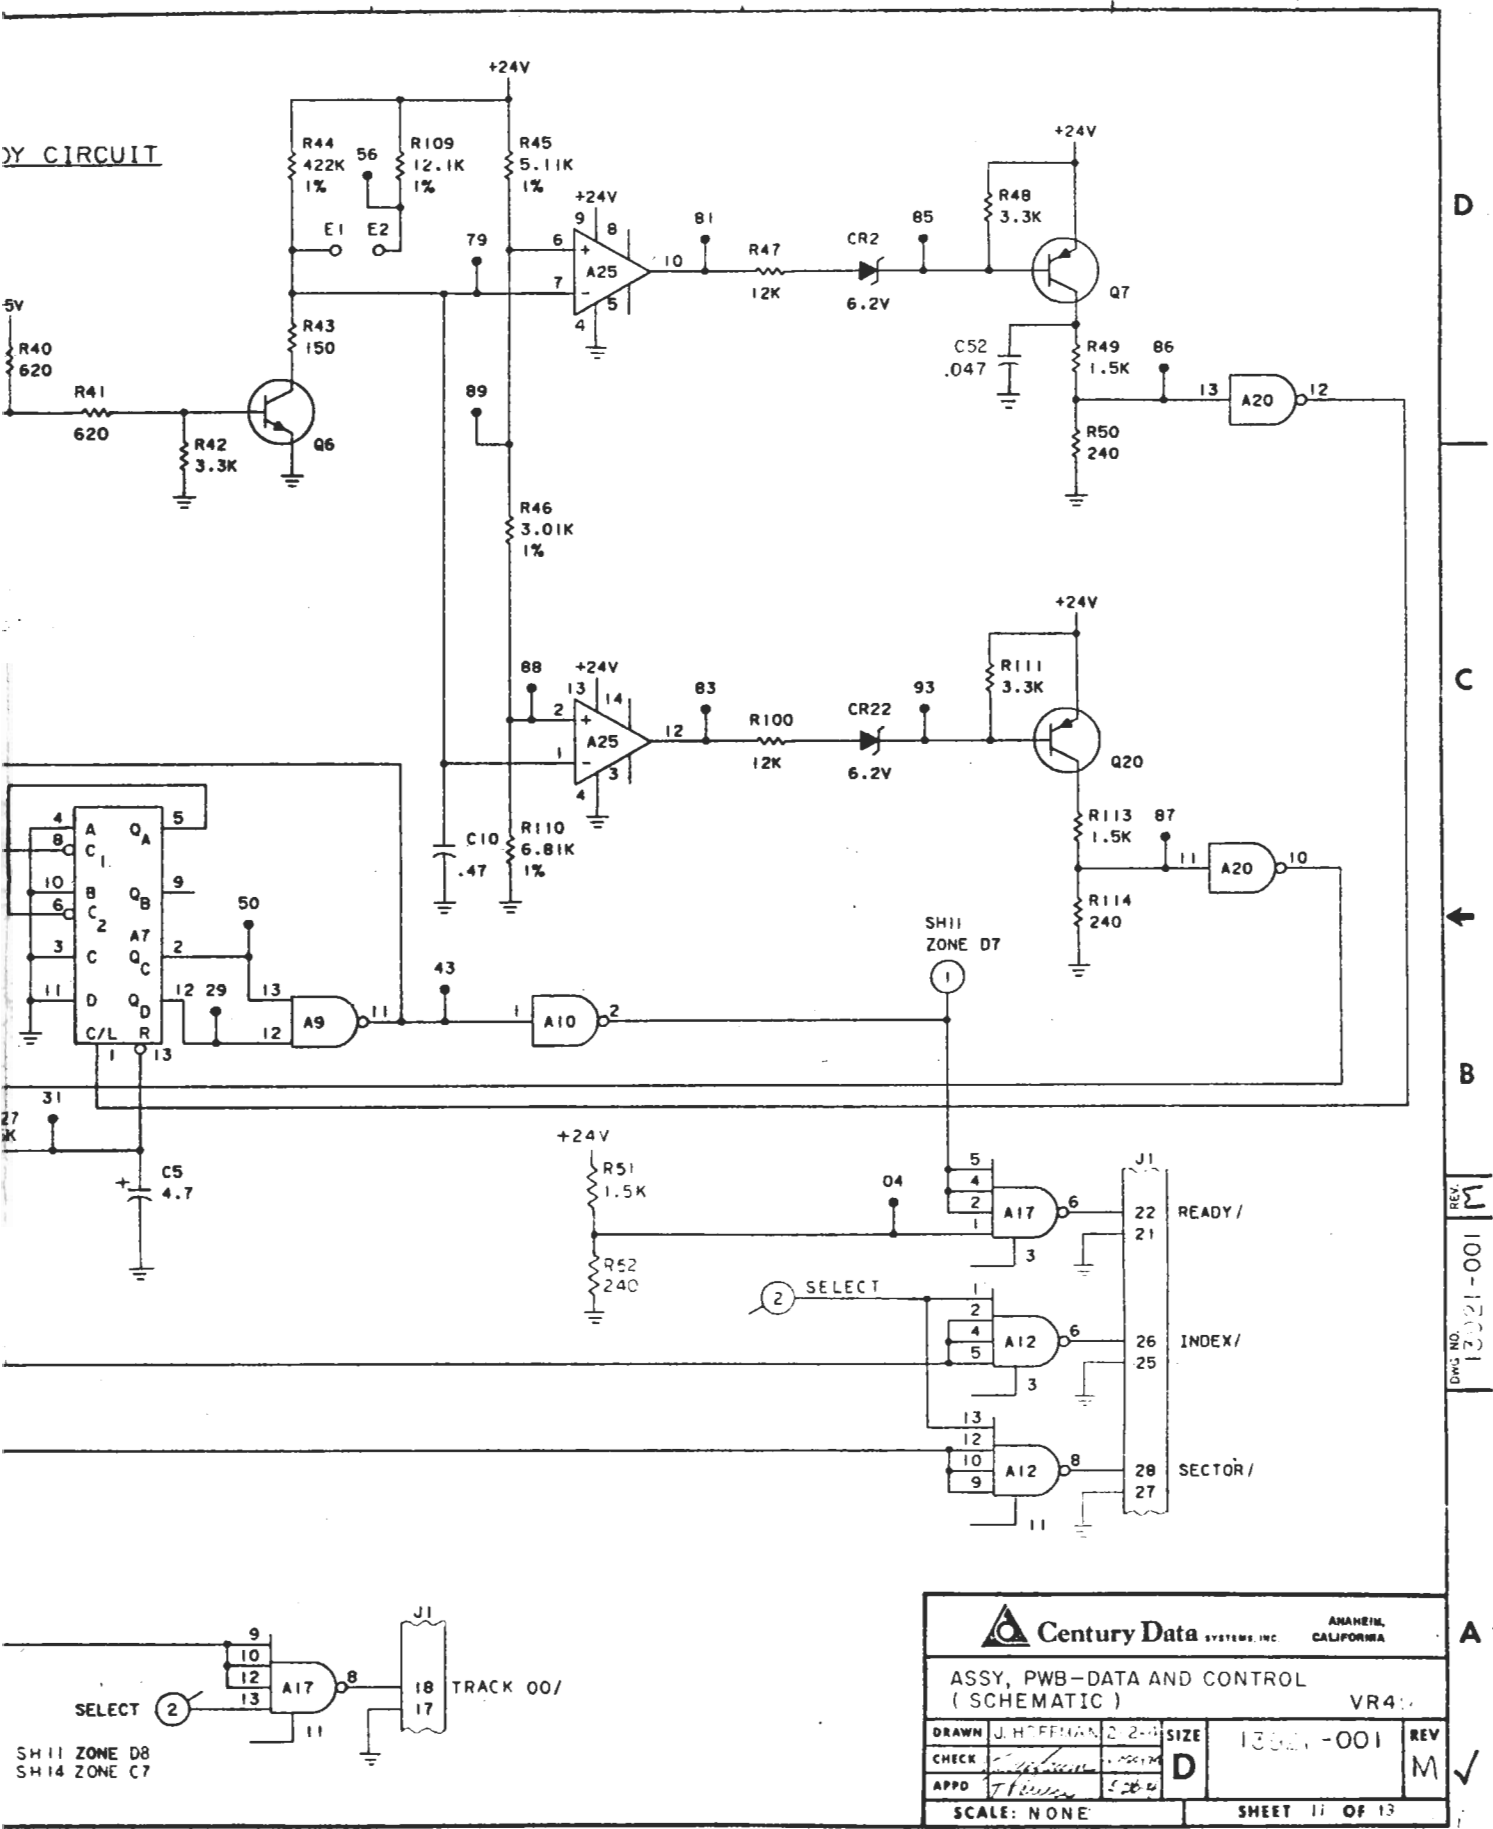 +24V
DY CIRCUIT
R44
422K
1%
56
R109
12.1K
1%
R45
5.11K
1%
+24V
E1 E2
79
9
8
6
+
A25
7
-
5
4
10
81
R47
12K
CR2
6.2V
85
+24V
R48
3.3K
Q7
C52
.047
R49
1.5K
86
13
A20
12
R50
240
5V
R40
620
R41
620
R42
3.3K
R43
150
Q6
89
R46
3.01K
1%
88
+24V
13
14
2
+
A25
1
-
3
4
12
83
R100
12K
CR22
6.2V
93
+24V
R111
3.3K
Q20
R113
1.5K
87
11
A20
10
R114
240
C10
.47
R110
6.81K
1%
4
A
QA
5
8
C1
10
B
QB
9
6
C2
A7
3
C
QC
2
11
D
QD
12
C/L
R
1
13
50
29
13
12
A9
11
43
1
A10
2
SH11
ZONE D7
1
31
27
K
C5
+
4.7
+24V
R51
1.5K
R52
240
04
5
4
2
1
A17
6
3
J1
22 READY/
21
2 SELECT
1
2
4
5
A12
6
3
26 INDEX/
25
13
12
10
9
A12
8
11
28 SECTOR/
27
9
10
12
13
A17
8
11
J1
18 TRACK 00/
17
SELECT 2
SH11 ZONE D8
SH14 ZONE C7
D
C
B
A
REV.
M
DWG NO.
13021-001
Century Data SYSTEMS, INC. ANAHEIM, CALIFORNIA
ASSY, PWB-DATA AND CONTROL
(SCHEMATIC)
DRAWN J. HOFFMAN
CHECK
APPD
SIZE
D
-001
REV
M
SCALE: NONE
SHEET 11 OF 13